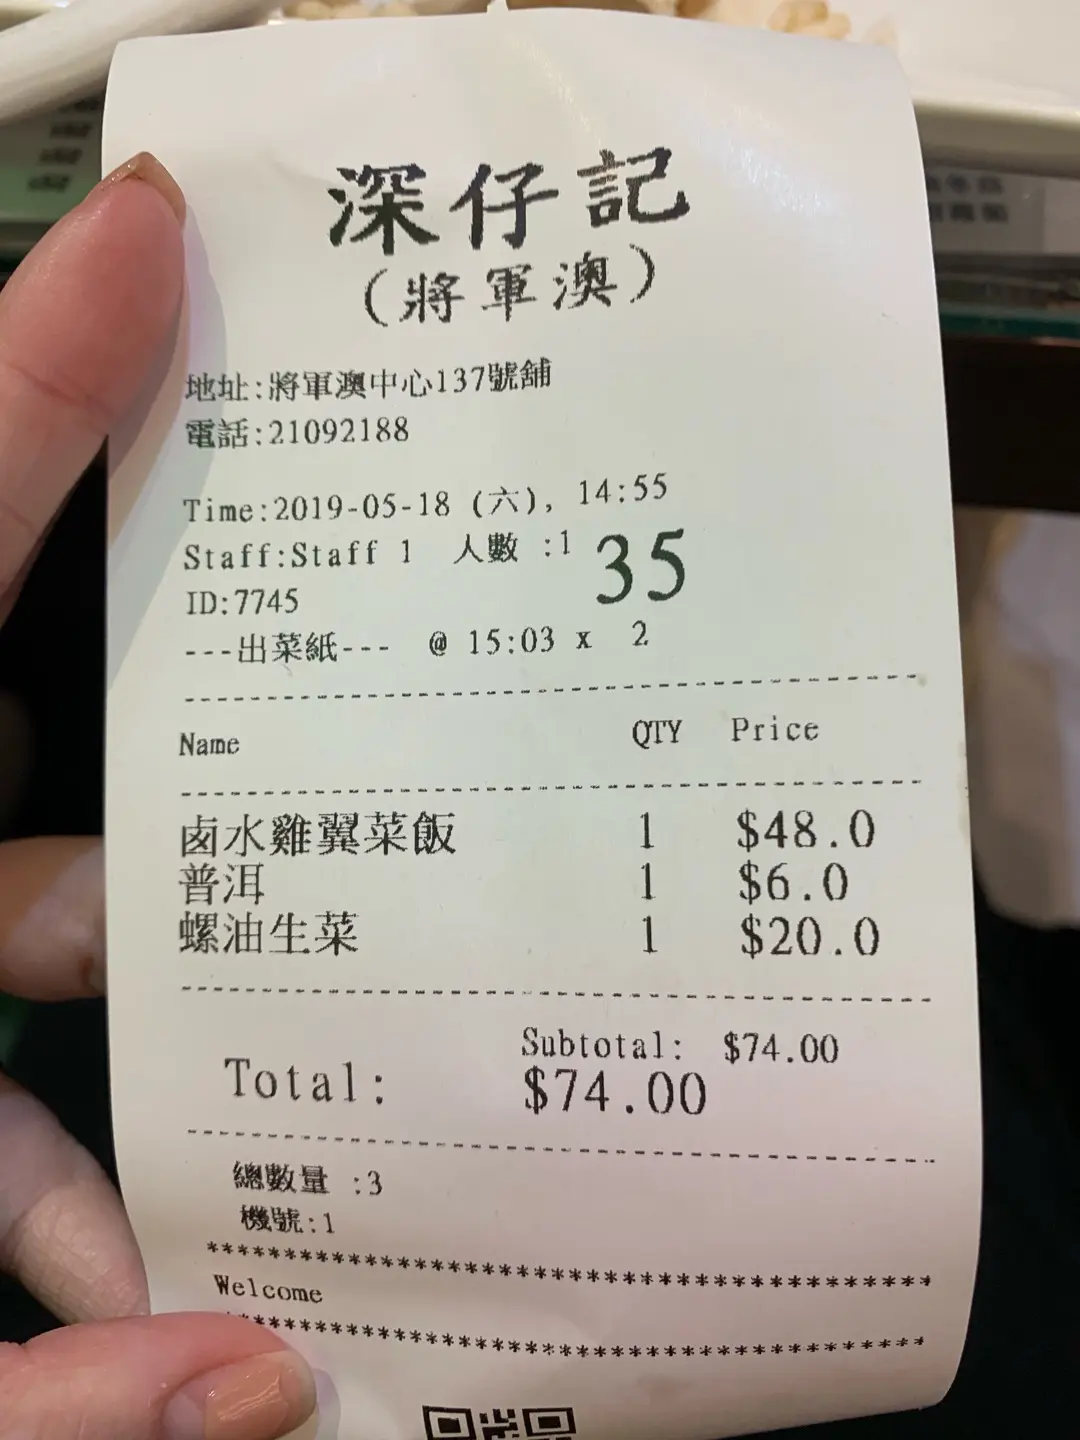 深仔記
(將軍澳)
地址:將軍澳中心137號舖
電話:21092188
Time:2019-05-18 (六), 14:55
Staff:Staff 1 人數 :1 35
ID:7745
---出菜紙--- @ 15:03 x 2
Name QTY Price
鹵水雞翼菜飯 1 $48.0
普洱 1 $6.0
螺油生菜 1 $20.0
Subtotal: $74.00
Total: $74.00
總數量 :3
機號:1
***********************************************
Welcome
***********************************************